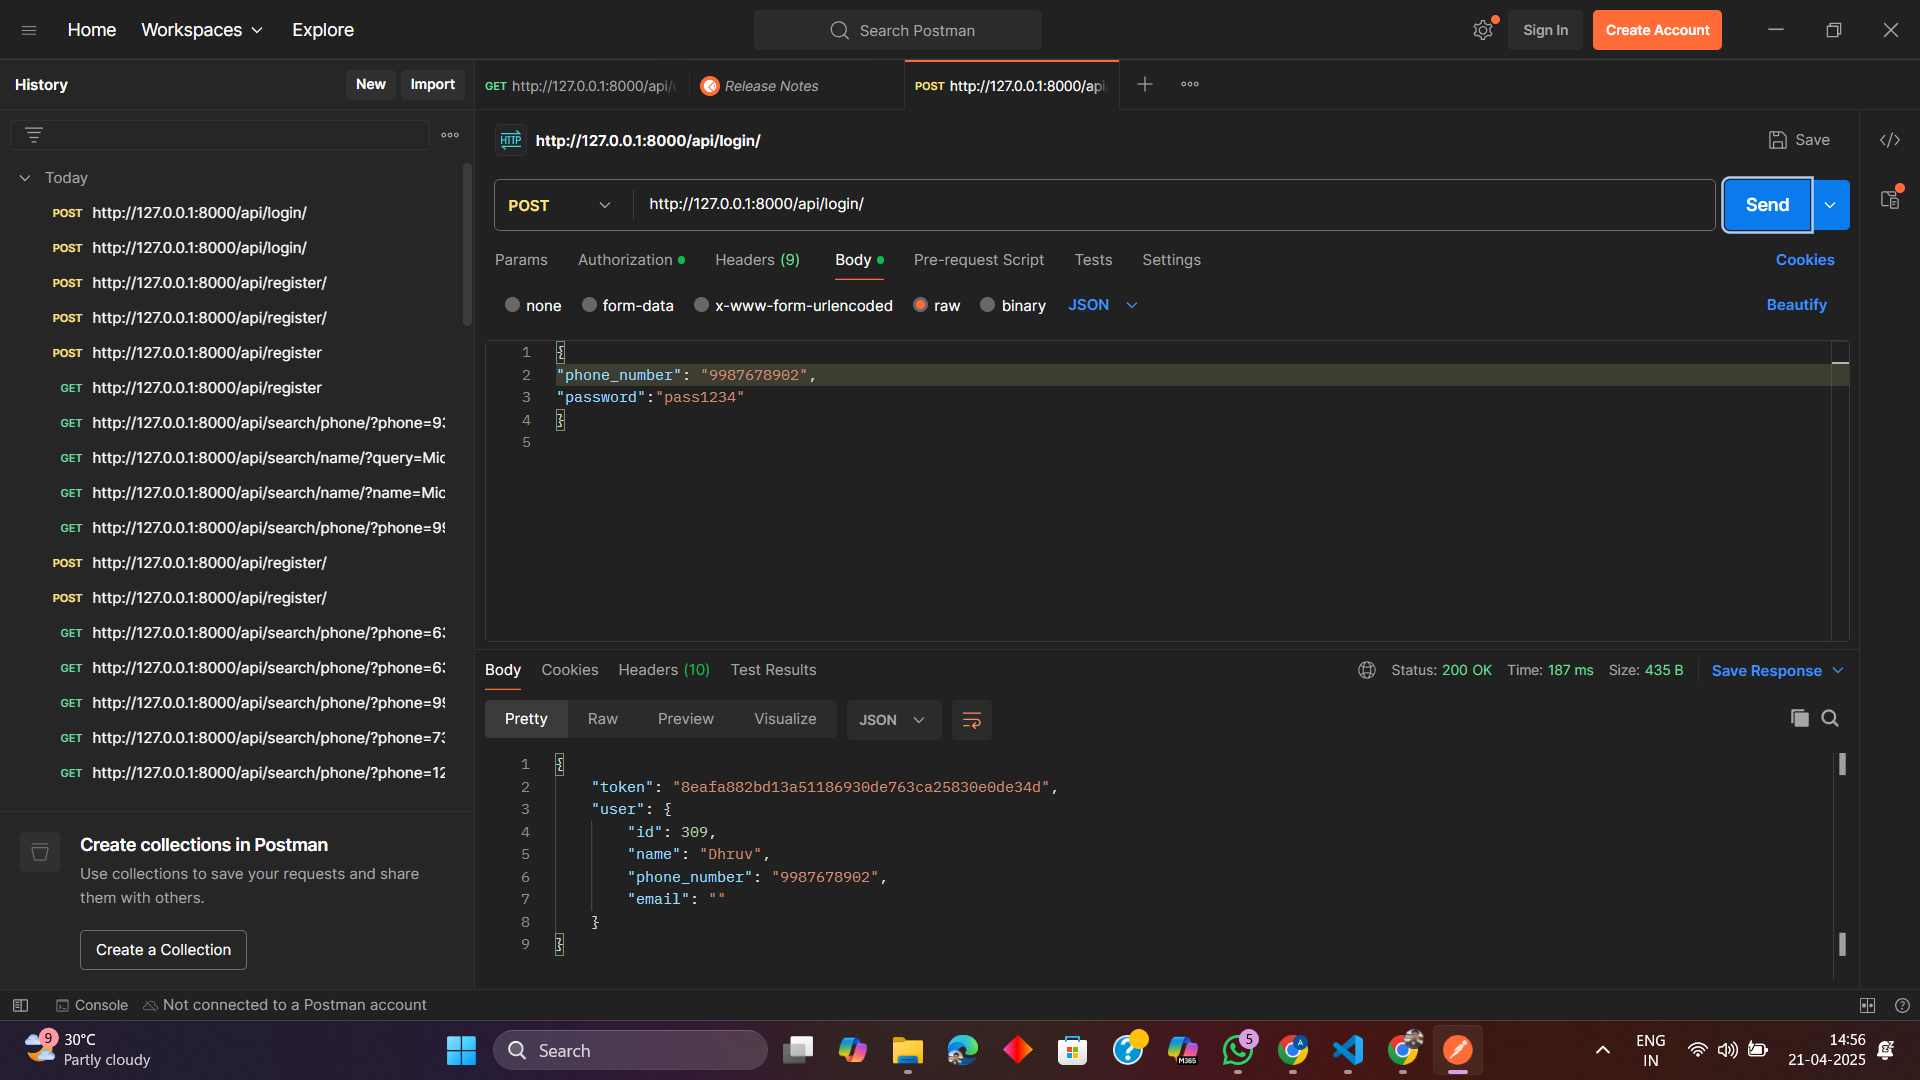 Home
Workspaces
Explore
Search Postman
Sign In
Create Account
History
New
Import
GET http://127.0.0.1:8000/api/
Release Notes
POST http://127.0.0.1:8000/api/
http://127.0.0.1:8000/api/login/
Save
Today
POST http://127.0.0.1:8000/api/login/
POST http://127.0.0.1:8000/api/login/
POST http://127.0.0.1:8000/api/register/
POST http://127.0.0.1:8000/api/register/
POST http://127.0.0.1:8000/api/register
GET http://127.0.0.1:8000/api/register
GET http://127.0.0.1:8000/api/search/phone/?phone=93
GET http://127.0.0.1:8000/api/search/name/?query=Mic
GET http://127.0.0.1:8000/api/search/name/?name=Mic
GET http://127.0.0.1:8000/api/search/phone/?phone=99
POST http://127.0.0.1:8000/api/register/
POST http://127.0.0.1:8000/api/register/
GET http://127.0.0.1:8000/api/search/phone/?phone=63
GET http://127.0.0.1:8000/api/search/phone/?phone=63
GET http://127.0.0.1:8000/api/search/phone/?phone=99
GET http://127.0.0.1:8000/api/search/phone/?phone=73
GET http://127.0.0.1:8000/api/search/phone/?phone=12
Create collections in Postman
Use collections to save your requests and share
them with others.
Create a Collection
POST
http://127.0.0.1:8000/api/login/
Send
Params
Authorization
Headers (9)
Body
Pre-request Script
Tests
Settings
Cookies
none
form-data
x-www-form-urlencoded
raw
binary
JSON
Beautify
1 {
2 "phone_number": "9987678902",
3 "password":"pass1234"
4 }
5
Body
Cookies
Headers (10)
Test Results
Status: 200 OK
Time: 187 ms
Size: 435 B
Save Response
Pretty
Raw
Preview
Visualize
JSON
1 {
2 "token": "8eafa882bd13a51186930de763ca25830e0de34d",
3 "user": {
4 "id": 309,
5 "name": "Dhruv",
6 "phone_number": "9987678902",
7 "email": ""
8 }
9 }
Console
Not connected to a Postman account
9
30°C
Partly cloudy
Search
M365
5
A
ENG
IN
14:56
21-04-2025